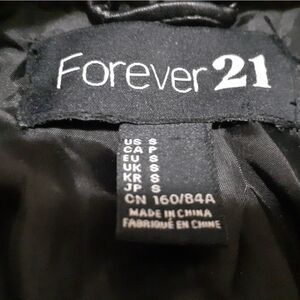 Forever 21
US S
CA P
EU S
UK S
KR S
JP S
CN 160/84A
MADE IN CHINA
FABRIQUÉ EN CHINE